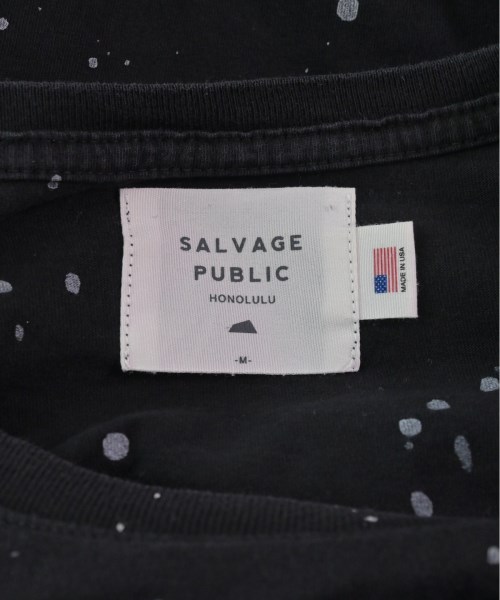 SALVAGE
PUBLIC
HONOLULU
-M-
MADE IN USA